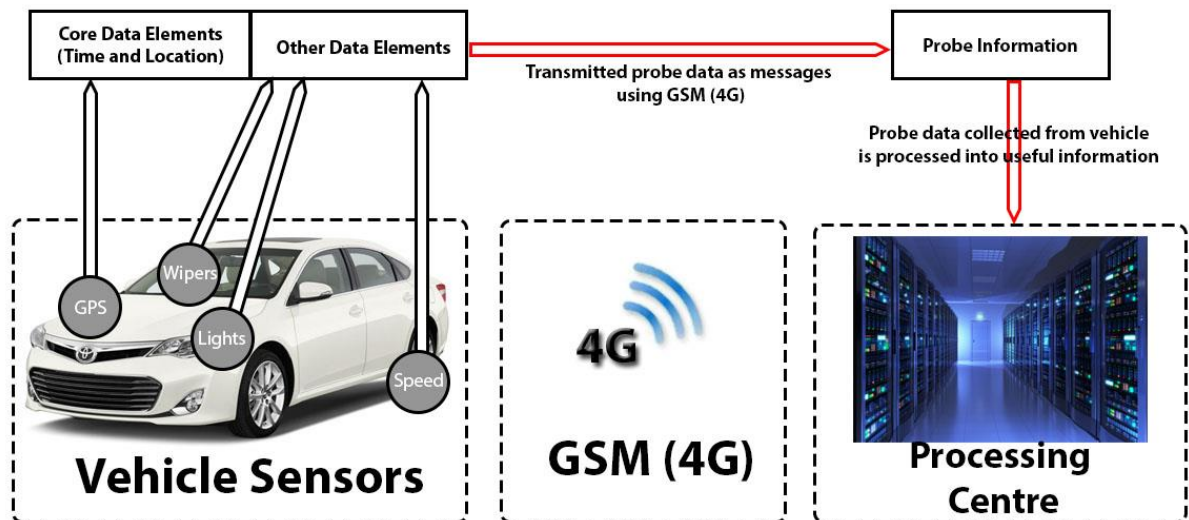 Core Data Elements
(Time and Location)
Other Data Elements
Probe Information
Transmitted probe data as messages
using GSM (4G)
Probe data collected from vehicle
is processed into useful information
Wipers
GPS
Lights
Speed
4G
Vehicle Sensors
GSM (4G)
Processing
Centre